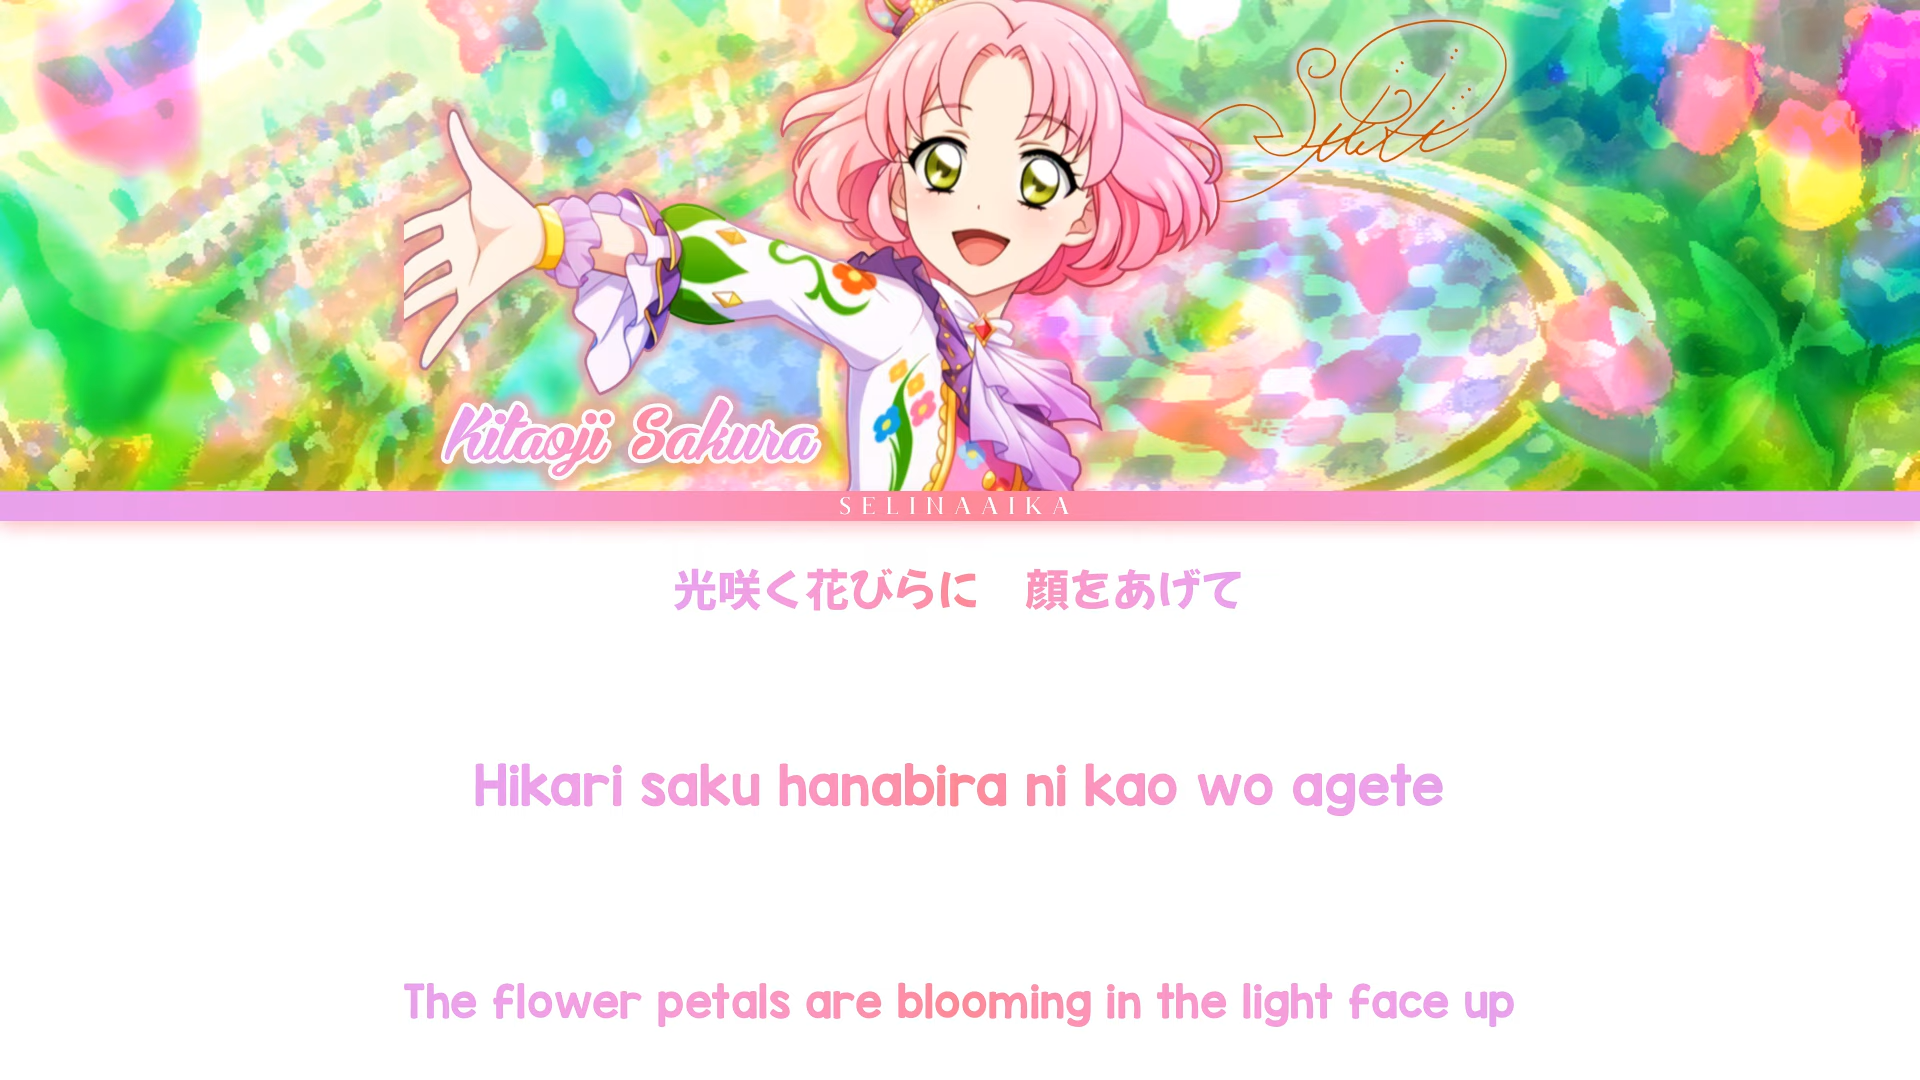 Kitaoji Sakura
SELINAAIKA
光咲く花びらに　顔をあげて
Hikari saku hanabira ni kao wo agete
The flower petals are blooming in the light face up